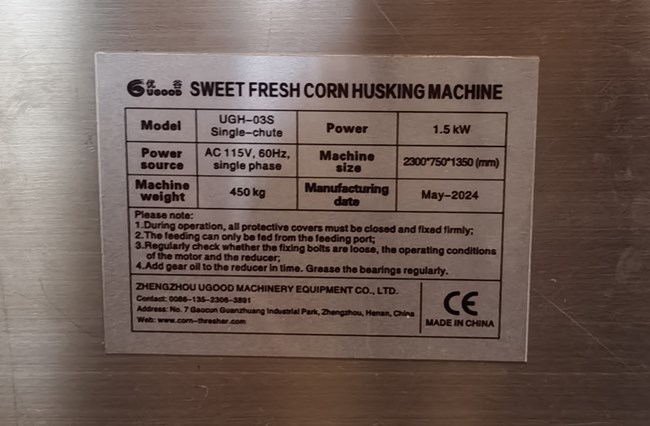 优 谷
UGOOD SWEET FRESH CORN HUSKING MACHINE
Model UGH-03S Single-chute Power 1.5 kW
Power source AC 115V, 60Hz, single phase Machine size 2300*750*1350 (mm)
Machine weight 450 kg Manufacturing date May-2024
Please note:
1.During operation, all protective covers must be closed and fixed firmly;
2.The feeding can only be fed from the feeding port;
3.Regularly check whether the fixing bolts are loose, the operating conditions
of the motor and the reducer;
4.Add gear oil to the reducer in time. Grease the bearings regularly.
ZHENGZHOU UGOOD MACHINERY EQUIPMENT CO., LTD.
Contact: 0086-135-2306-3891
Address: No. 7 Gaocun Guanzhuang Industrial Park, Zhengzhou, Henan, China
Web: www.corn-thresher.com
CE
MADE IN CHINA